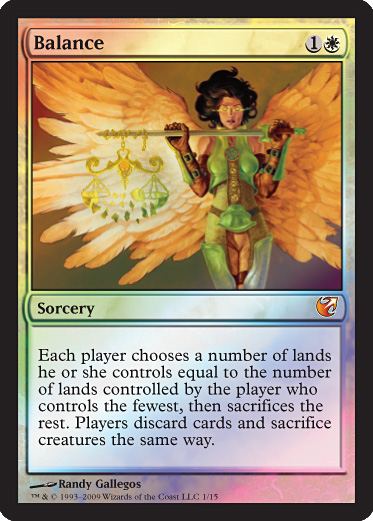 Balance 1
Sorcery
Each player chooses a number of lands
he or she controls equal to the number
of lands controlled by the player who
controls the fewest, then sacrifices the
rest. Players discard cards and sacrifice
creatures the same way.
Randy Gallegos
™ & © 1993–2009 Wizards of the Coast LLC 1/15